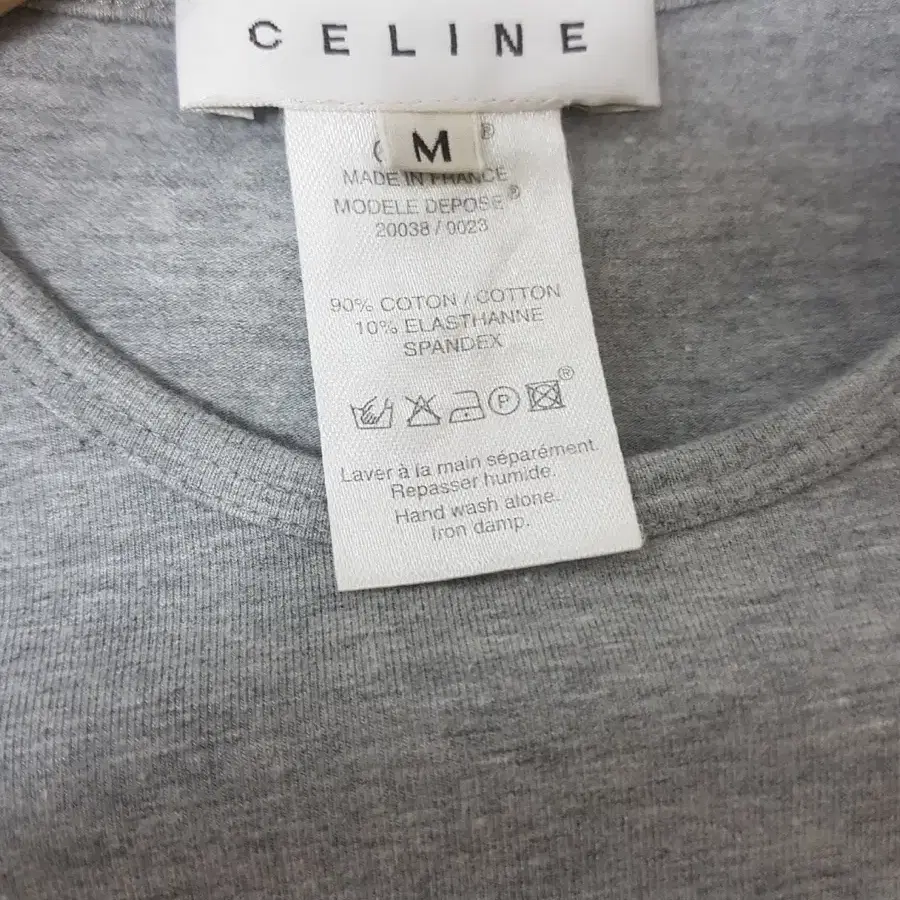 CELINE
M
®
MADE IN FRANCE
MODELE DEPOSE®
20038 / 0023
90% COTON / COTTON
10% ELASTHANNE
SPANDEX
P
®
Laver à la main séparément.
Repasser humide.
Hand wash alone.
Iron damp.